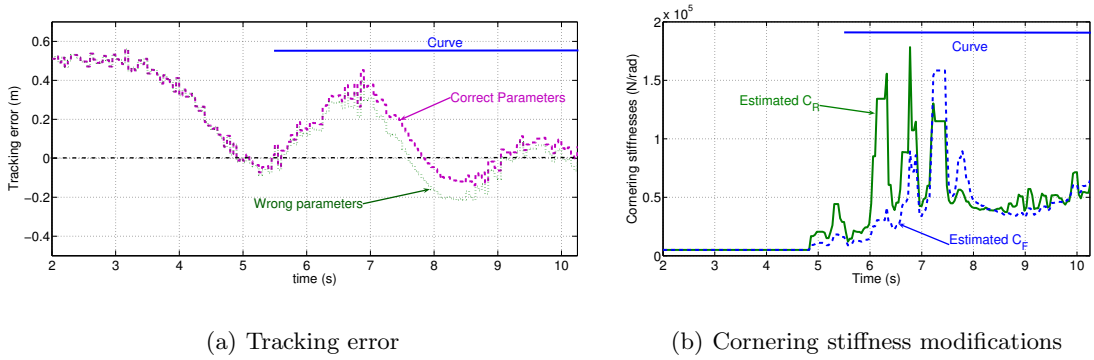 0.6
0.4
0.2
0
−0.2
−0.4
Tracking error (m)
Curve
Correct Parameters
Wrong parameters
2 3 4 5 6 7 8 9 10
time (s)
(a) Tracking error
2 x 10^5
1.5
1
0.5
0
Cornering stiffnesses (N/rad)
Curve
Estimated C_R
Estimated C_F
2 3 4 5 6 7 8 9 10
Time (s)
(b) Cornering stiffness modifications